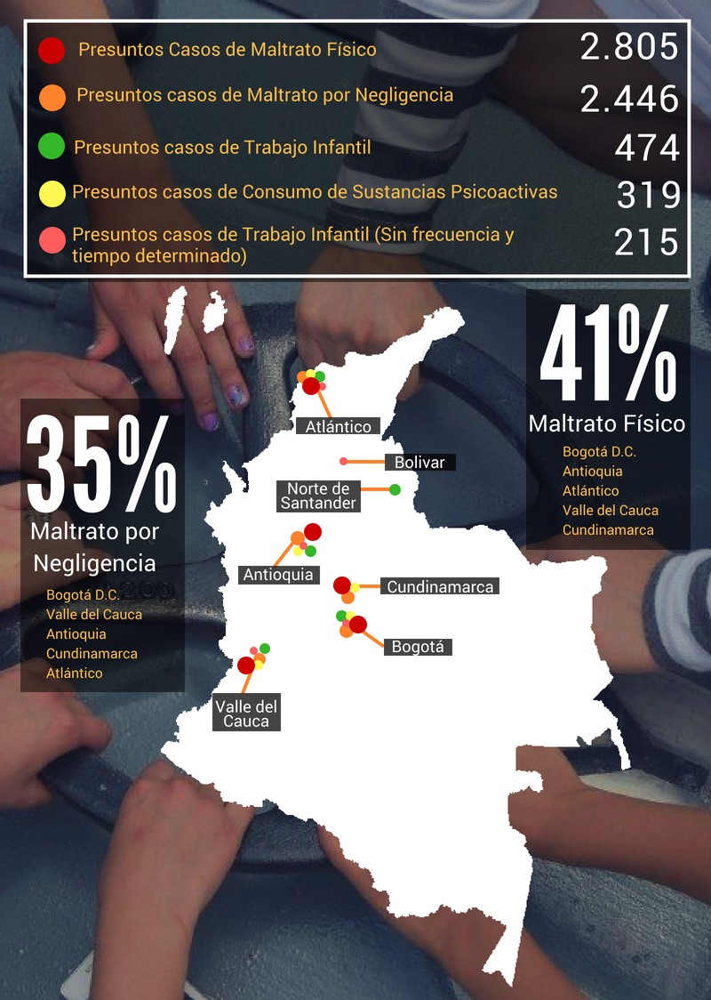 Presuntos Casos de Maltrato Físico 2.805
Presuntos casos de Maltrato por Negligencia 2.446
Presuntos casos de Trabajo Infantil 474
Presuntos casos de Consumo de Sustancias Psicoactivas 319
Presuntos casos de Trabajo Infantil (Sin frecuencia y
tiempo determinado) 215
41%
Maltrato Físico
Bogotá D.C.
Antioquia
Atlántico
Valle del Cauca
Cundinamarca
35%
Maltrato por
Negligencia
Bogotá D.C.
Valle del Cauca
Antioquia
Cundinamarca
Atlántico
Atlántico
Bolivar
Norte de
Santander
Antioquia
Cundinamarca
Bogotá
Valle del
Cauca